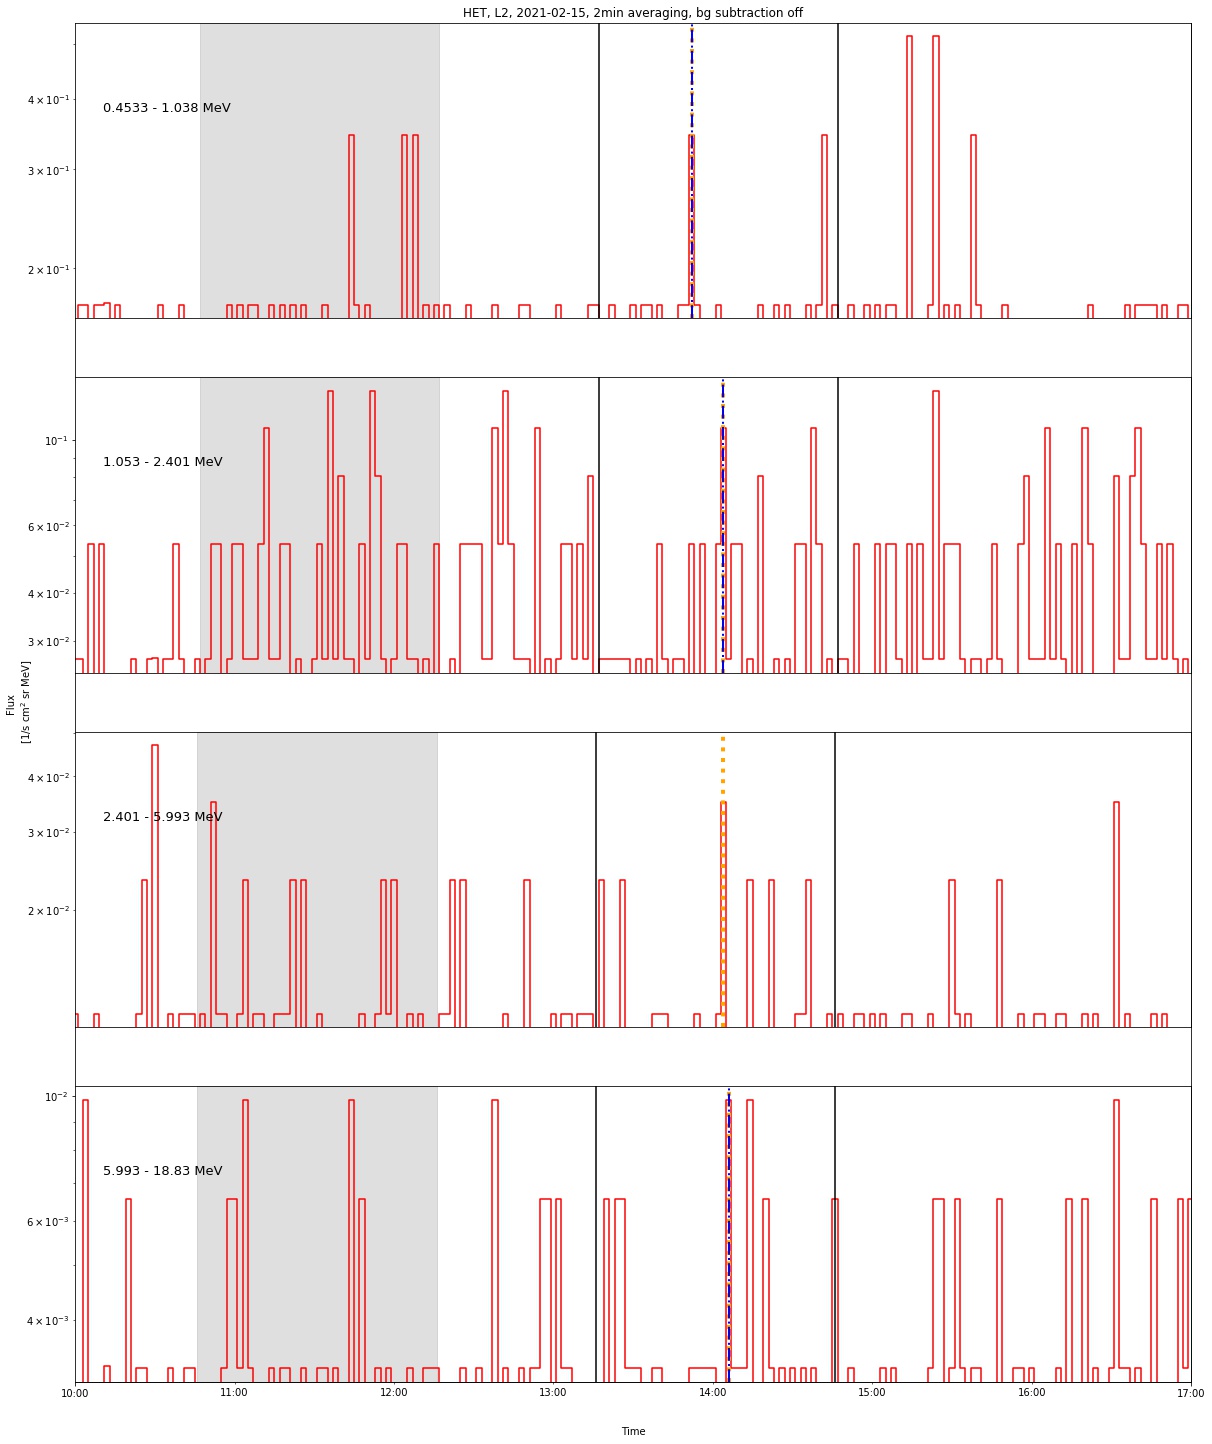 HET, L2, 2021-02-15, 2min averaging, bg subtraction off
4 × 10⁻¹
0.4533 - 1.038 MeV
3 × 10⁻¹
2 × 10⁻¹
10⁻¹
1.053 - 2.401 MeV
6 × 10⁻²
4 × 10⁻²
3 × 10⁻²
Flux
[1/s cm² sr MeV]
4 × 10⁻²
2.401 - 5.993 MeV
3 × 10⁻²
2 × 10⁻²
10⁻²
5.993 - 18.83 MeV
6 × 10⁻³
4 × 10⁻³
10:00 11:00 12:00 13:00 14:00 15:00 16:00 17:00
Time